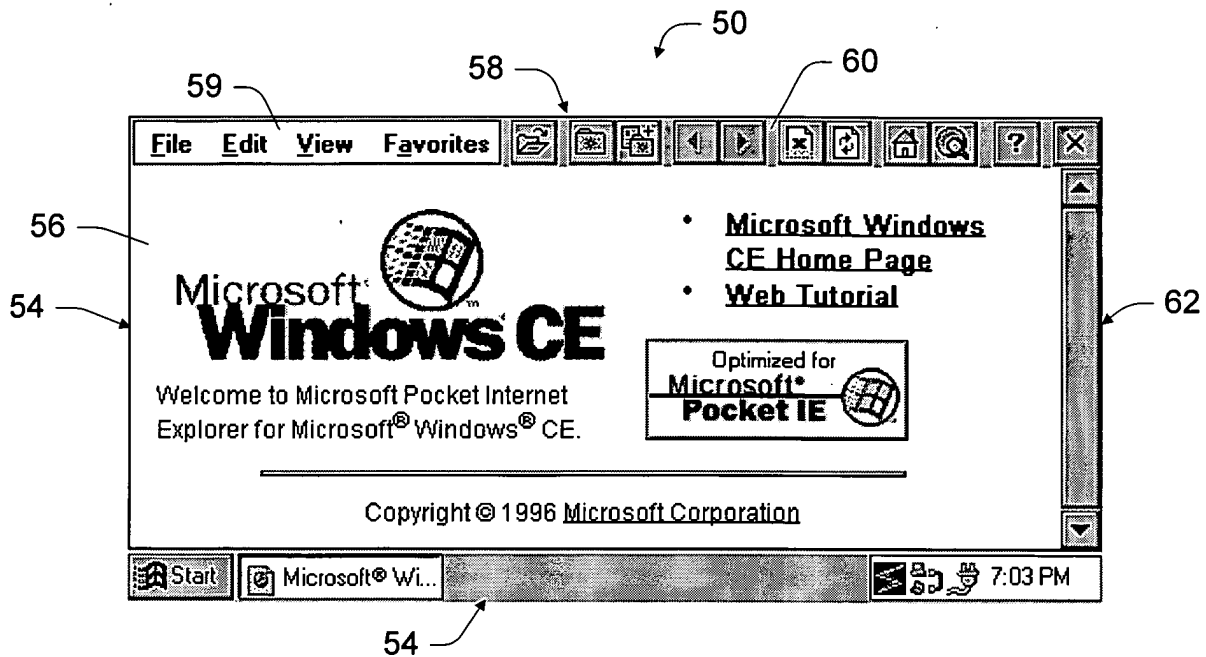 50
58
60
59
File Edit View Favorites
?
56
Microsoft Windows
CE Home Page
Web Tutorial
54
62
Microsoft
Windows CE
TM
Optimized for
Microsoft
Pocket IE
Welcome to Microsoft Pocket Internet
Explorer for Microsoft® Windows® CE.
Copyright © 1996 Microsoft Corporation
Start Microsoft® Wi... 7:03 PM
54